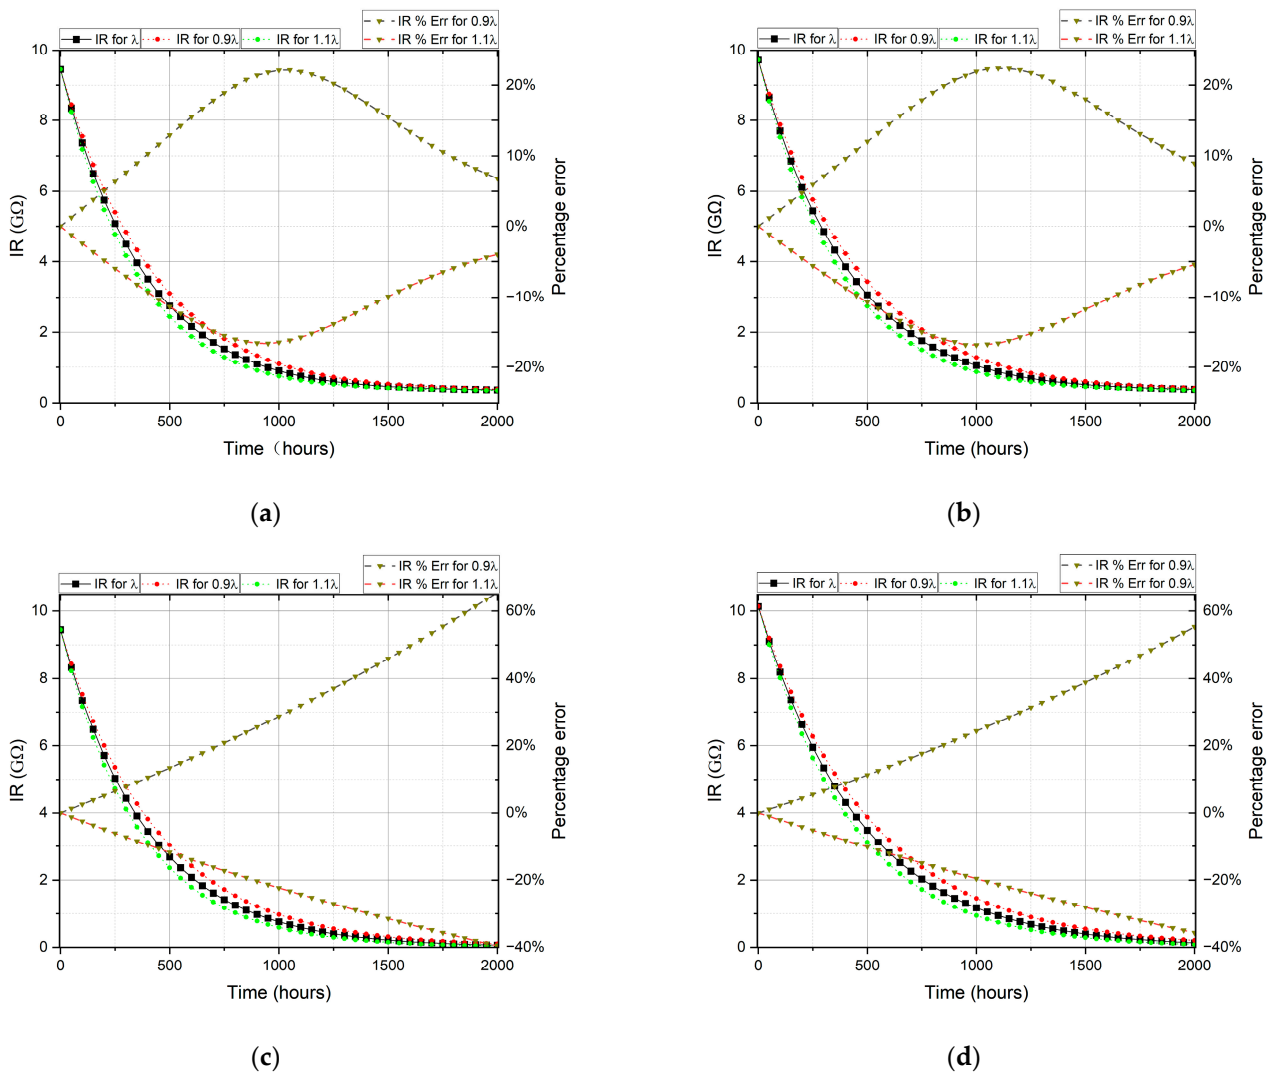 IR % Err for 0.9λ
IR for λ IR for 0.9λ IR for 1.1λ IR % Err for 1.1λ
10
8
6
4
2
0
IR (GΩ)
20%
10%
0%
−10%
−20%
Percentage error
0 500 1000 1500 2000
Time（hours)
(a)
IR % Err for 0.9λ
IR for λ IR for 0.9λ IR for 1.1λ IR % Err for 1.1λ
10
8
6
4
2
0
IR (GΩ)
20%
10%
0%
−10%
−20%
Percentage error
0 500 1000 1500 2000
Time (hours)
(b)
IR % Err for 0.9λ
IR for λ IR for 0.9λ IR for 1.1λ IR % Err for 1.1λ
10
8
6
4
2
0
IR (GΩ)
60%
40%
20%
0%
−20%
−40%
Percentage error
0 500 1000 1500 2000
Time (hours)
(c)
IR % Err for 0.9λ
IR for λ IR for 0.9λ IR for 1.1λ IR % Err for 0.9λ
10
8
6
4
2
0
IR (GΩ)
60%
40%
20%
0%
−20%
−40%
Percentage error
0 500 1000 1500 2000
Time (hours)
(d)